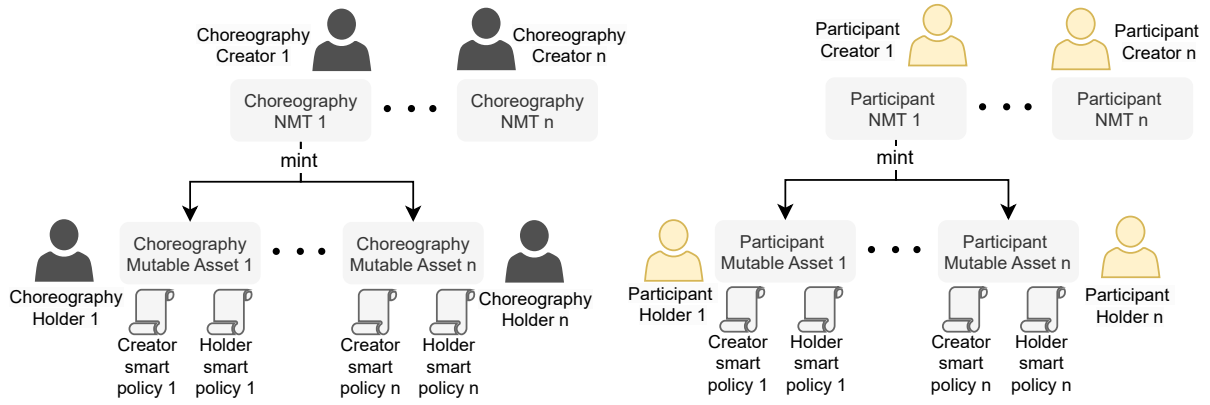 Choreography
Creator 1
Choreography
Creator n
Choreography
NMT 1
Choreography
NMT n
mint
Choreography
Mutable Asset 1
Choreography
Mutable Asset n
Choreography
Holder 1
Choreography
Holder n
Creator
smart
policy 1
Holder
smart
policy 1
Creator
smart
policy n
Holder
smart
policy n
Participant
Creator 1
Participant
Creator n
Participant
NMT 1
Participant
NMT n
mint
Participant
Mutable Asset 1
Participant
Mutable Asset n
Participant
Holder 1
Participant
Holder n
Creator
smart
policy 1
Holder
smart
policy 1
Creator
smart
policy n
Holder
smart
policy n